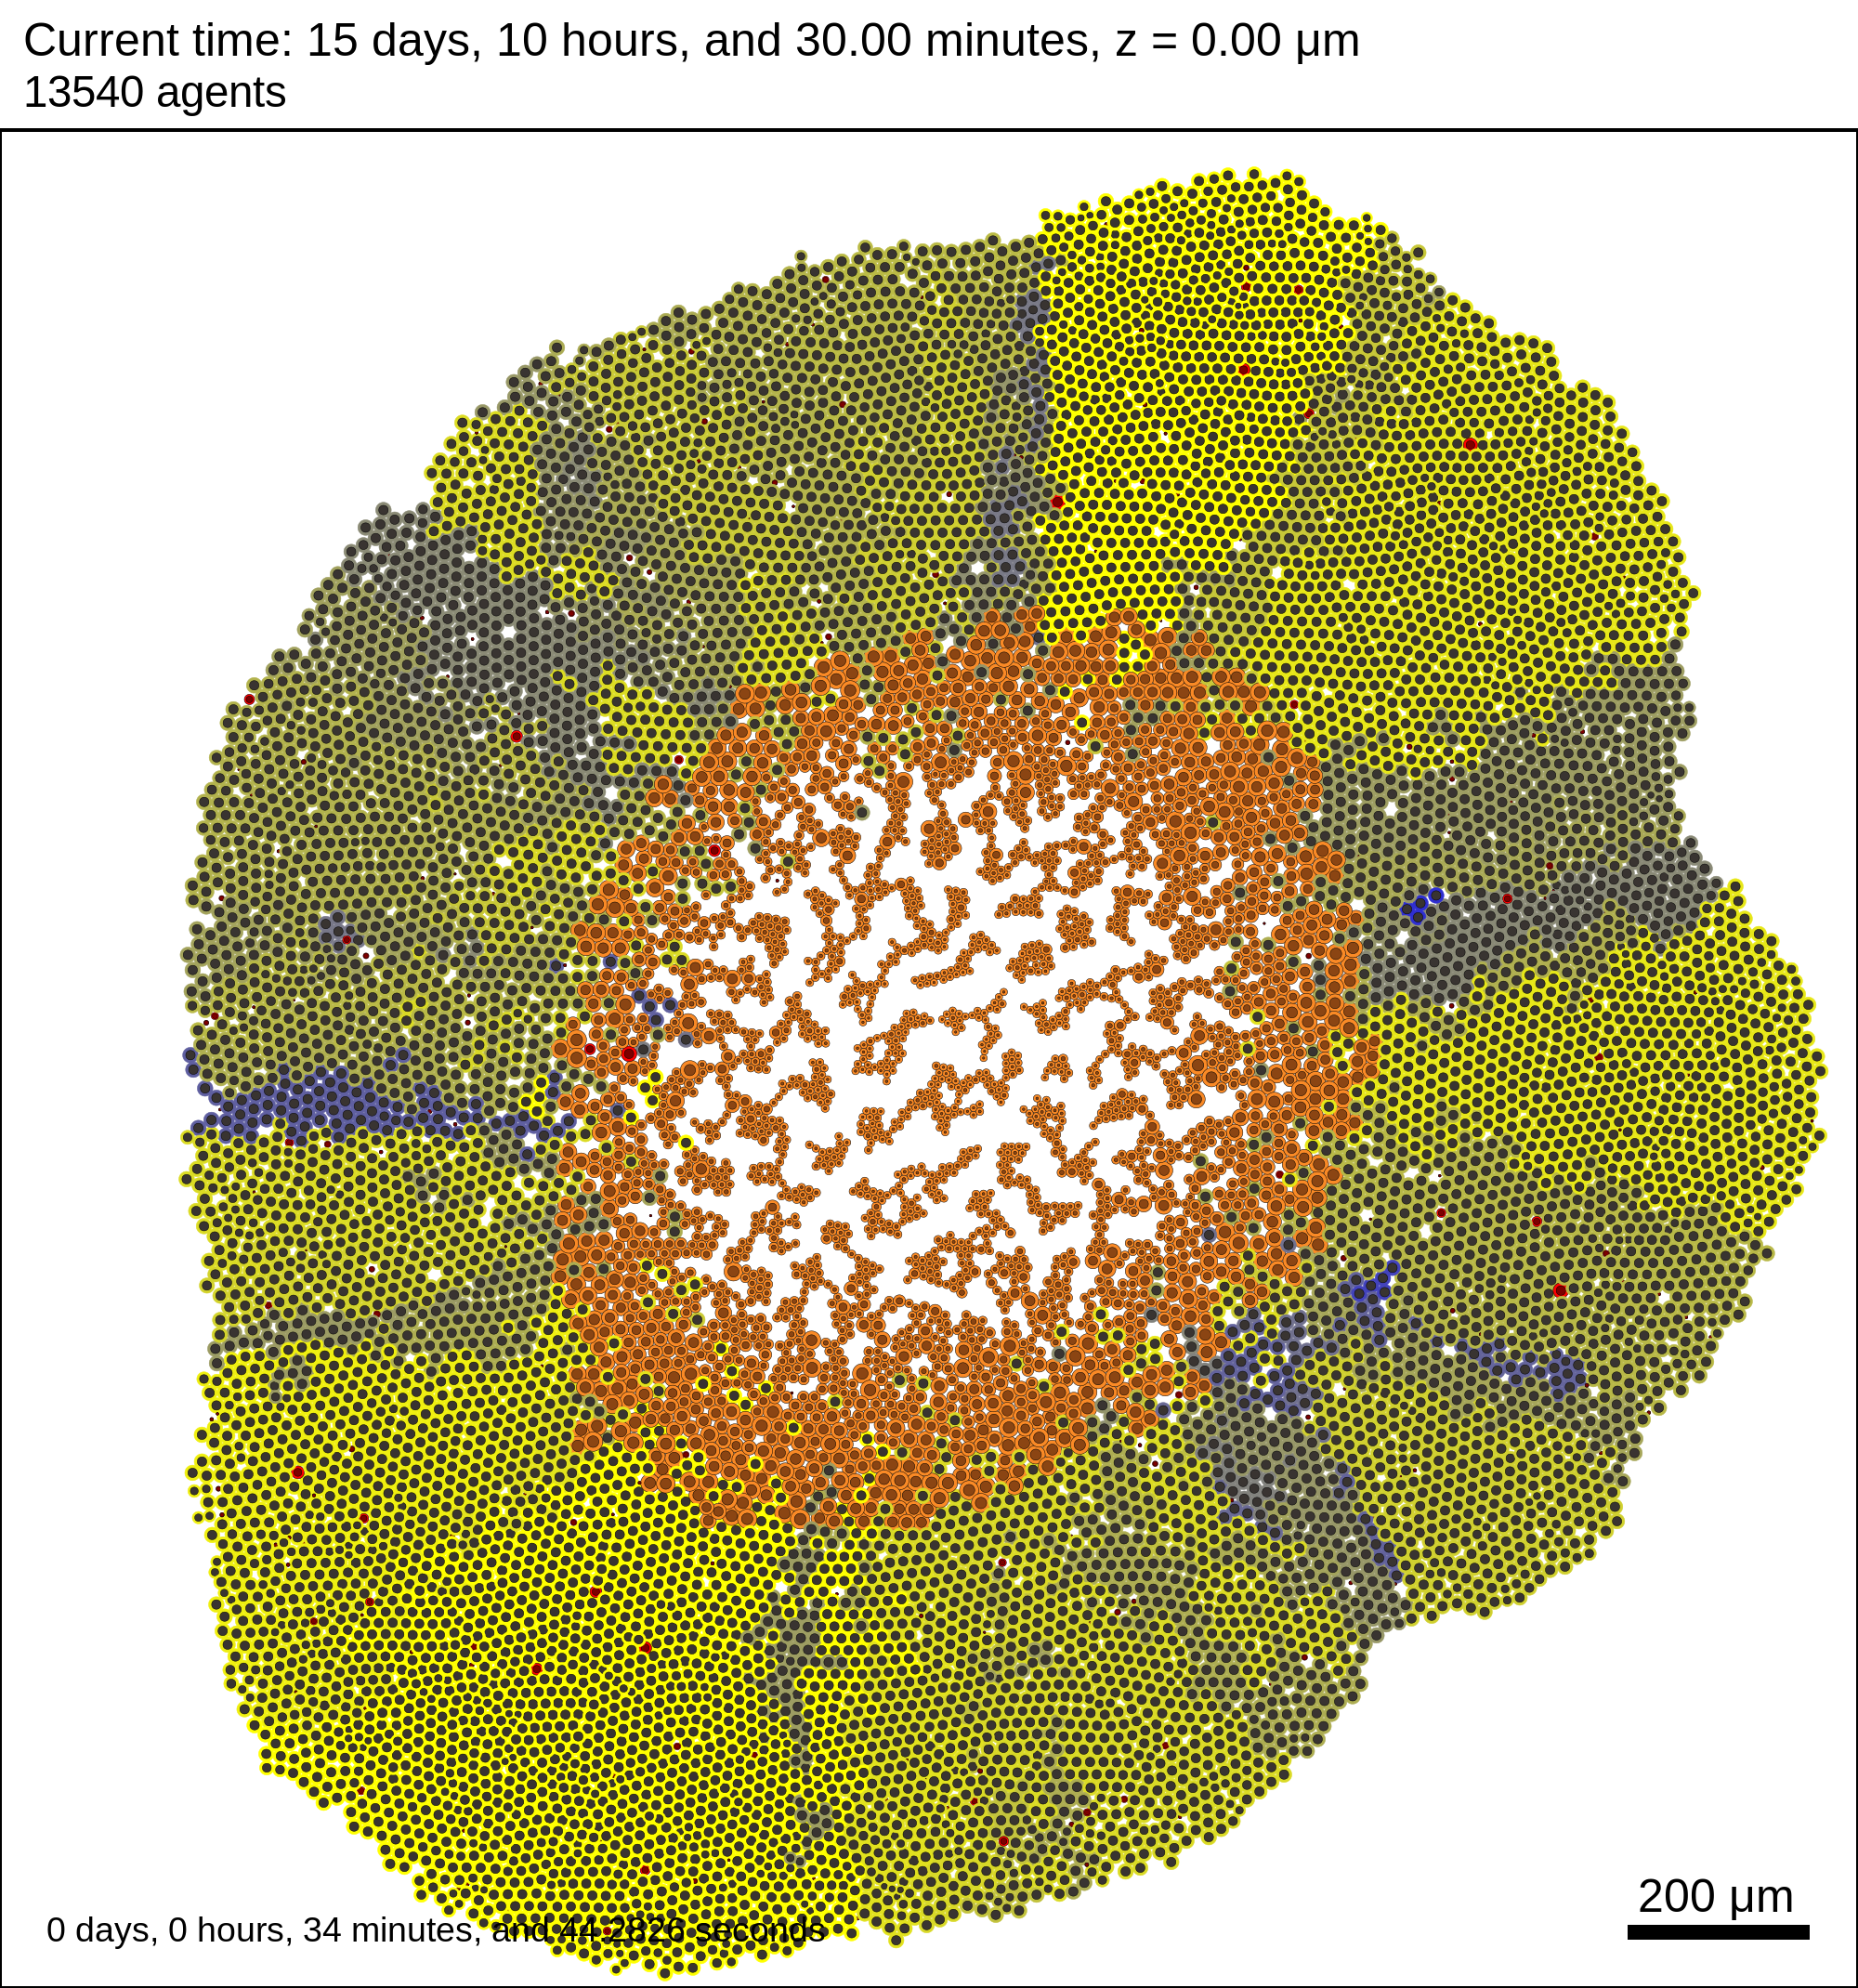 Current time: 15 days, 10 hours, and 30.00 minutes, z = 0.00 μm
13540 agents
200 μm
0 days, 0 hours, 34 minutes, and 44.2826 seconds